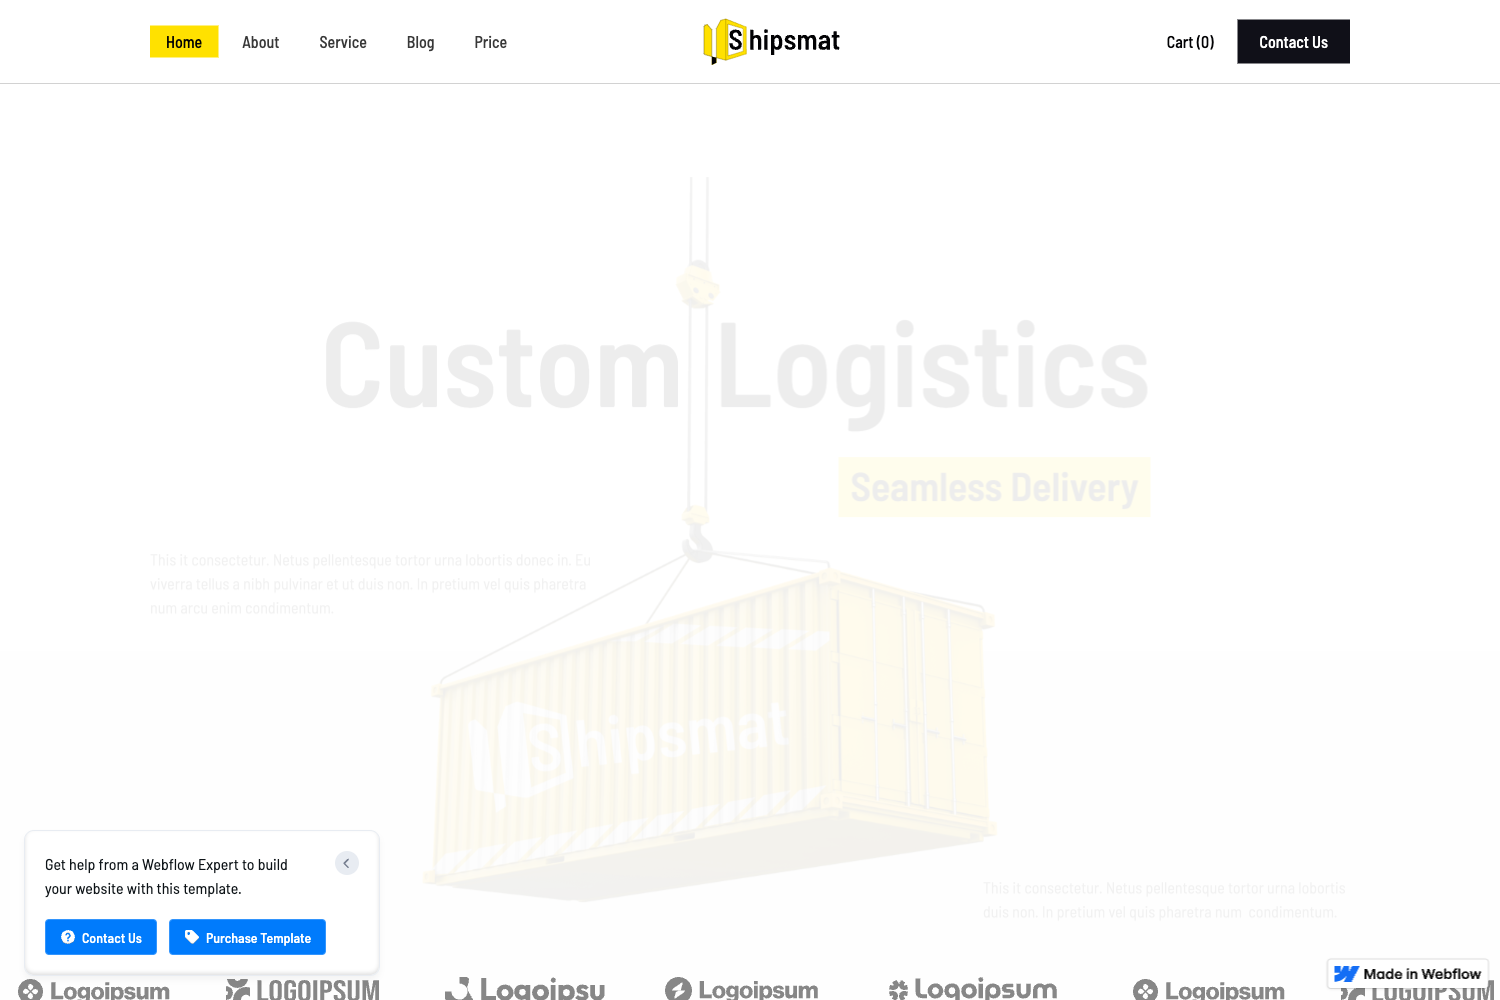 Home
About
Service
Blog
Price
Shipsmat
Cart (0)
Contact Us
Custom Logistics
Seamless Delivery
This it consectetur. Netus pellentesque tortor urna lobortis donec in. Eu
viverra tellus a nibh pulvinar et ut duis non. In pretium vel quis pharetra
num arcu enim condimentum.
Shipsmat
This it consectetur. Netus pellentesque tortor urna lobortis
duis non. In pretium vel quis pharetra num condimentum.
Get help from a Webflow Expert to build
your website with this template.
Contact Us
Purchase Template
Logoipsum
LOGOIPSUM
Logoipsu
Logoipsum
Logoipsum
Logoipsum
LOGOIPSUM
Made in Webflow